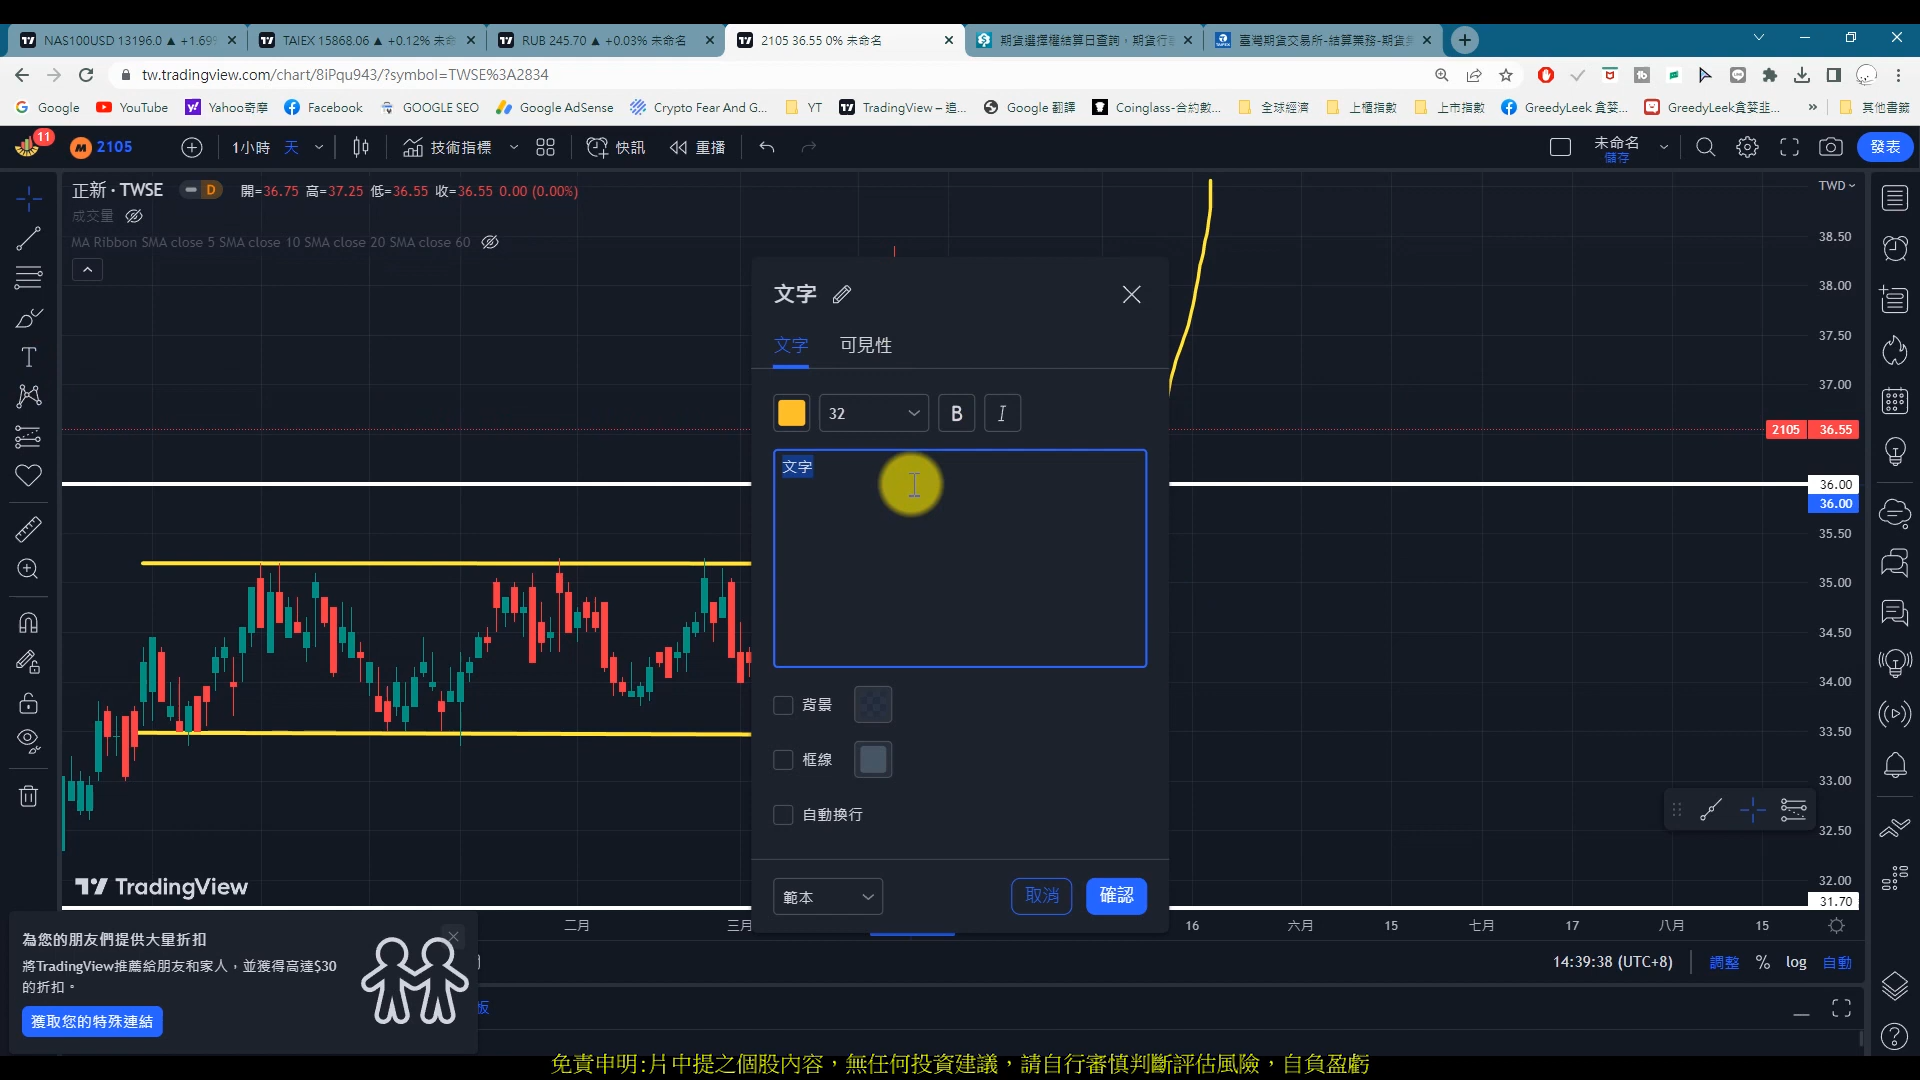 NAS100USD 13196.0 ▲ +1.69%
TAIEX 15868.06 ▲ +0.12% 未命
RUB 245.70 ▲ +0.03% 未命名
2105 36.55 0% 未命名
期貨選擇權結算日查詢，期貨行
臺灣期貨交易所-結算業務-期貨
tw.tradingview.com/chart/8iPqu943/?symbol=TWSE%3A2834
Google
YouTube
Yahoo奇摩
Facebook
GOOGLE SEO
Google AdSense
Crypto Fear And G...
YT
TradingView – 追...
Google 翻譯
Coinglass-合約數...
全球經濟
上櫃指數
上市指數
GreedyLeek 貪婪...
GreedyLeek貪婪韭...
»
其他書籤
11
M 2105
1小時 天
技術指標
快訊
重播
未命名
儲存
發表
正新 · TWSE
D
開=36.75 高=37.25 低=36.55 收=36.55 0.00 (0.00%)
成交量
MA Ribbon SMA close 5 SMA close 10 SMA close 20 SMA close 60
TWD
38.50
38.00
37.50
37.00
2105 36.55
36.00
36.00
35.50
35.00
34.50
34.00
33.50
33.00
32.50
32.00
31.70
文字
文字 可見性
32 B I
文字
背景
框線
自動換行
範本
取消
確認
TradingView
二月
三月
16
六月
15
七月
17
八月
15
14:39:38 (UTC+8)
調整
%
log
自動
板
為您的朋友們提供大量折扣
將TradingView推薦給朋友和家人，並獲得高達$30
的折扣。
獲取您的特殊連結
免責申明:片中提之個股內容，無任何投資建議，請自行審慎判斷評估風險，自負盈虧